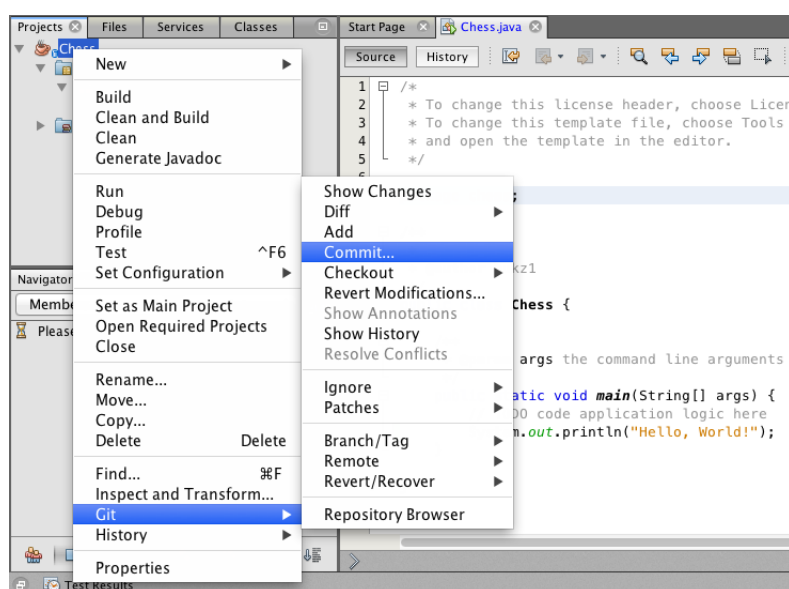 Projects Files Services Classes
Start Page Chess.java
Chess
Source History
New
Build
Clean and Build
Clean
Generate Javadoc
Run
Debug
Profile
Test ^F6
Set Configuration
Set as Main Project
Open Required Projects
Close
Rename...
Move...
Copy...
Delete Delete
Find... ⌘F
Inspect and Transform...
Git
History
Properties
Show Changes
Diff
Add
Commit...
Checkout
Revert Modifications...
Show Annotations
Show History
Resolve Conflicts
Ignore
Patches
Branch/Tag
Remote
Revert/Recover
Repository Browser
1 /*
2 * To change this license header, choose Licen
3 * To change this template file, choose Tools
4 * and open the template in the editor.
5 */
6
;
kz1
Chess {
args the command line arguments
atic void main(String[] args) {
DO code application logic here
m.out.println("Hello, World!");
Navigator
Membe
Please
Test Results